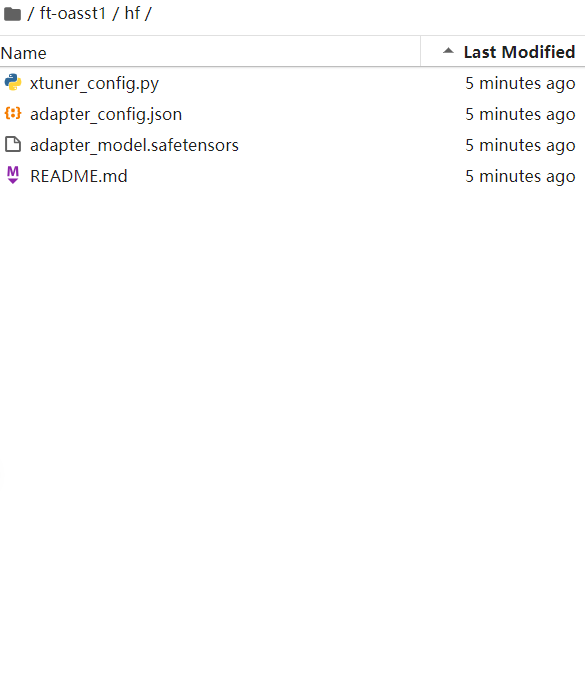 / ft-oasst1 / hf /
Name Last Modified
xtuner_config.py 5 minutes ago
adapter_config.json 5 minutes ago
adapter_model.safetensors 5 minutes ago
README.md 5 minutes ago